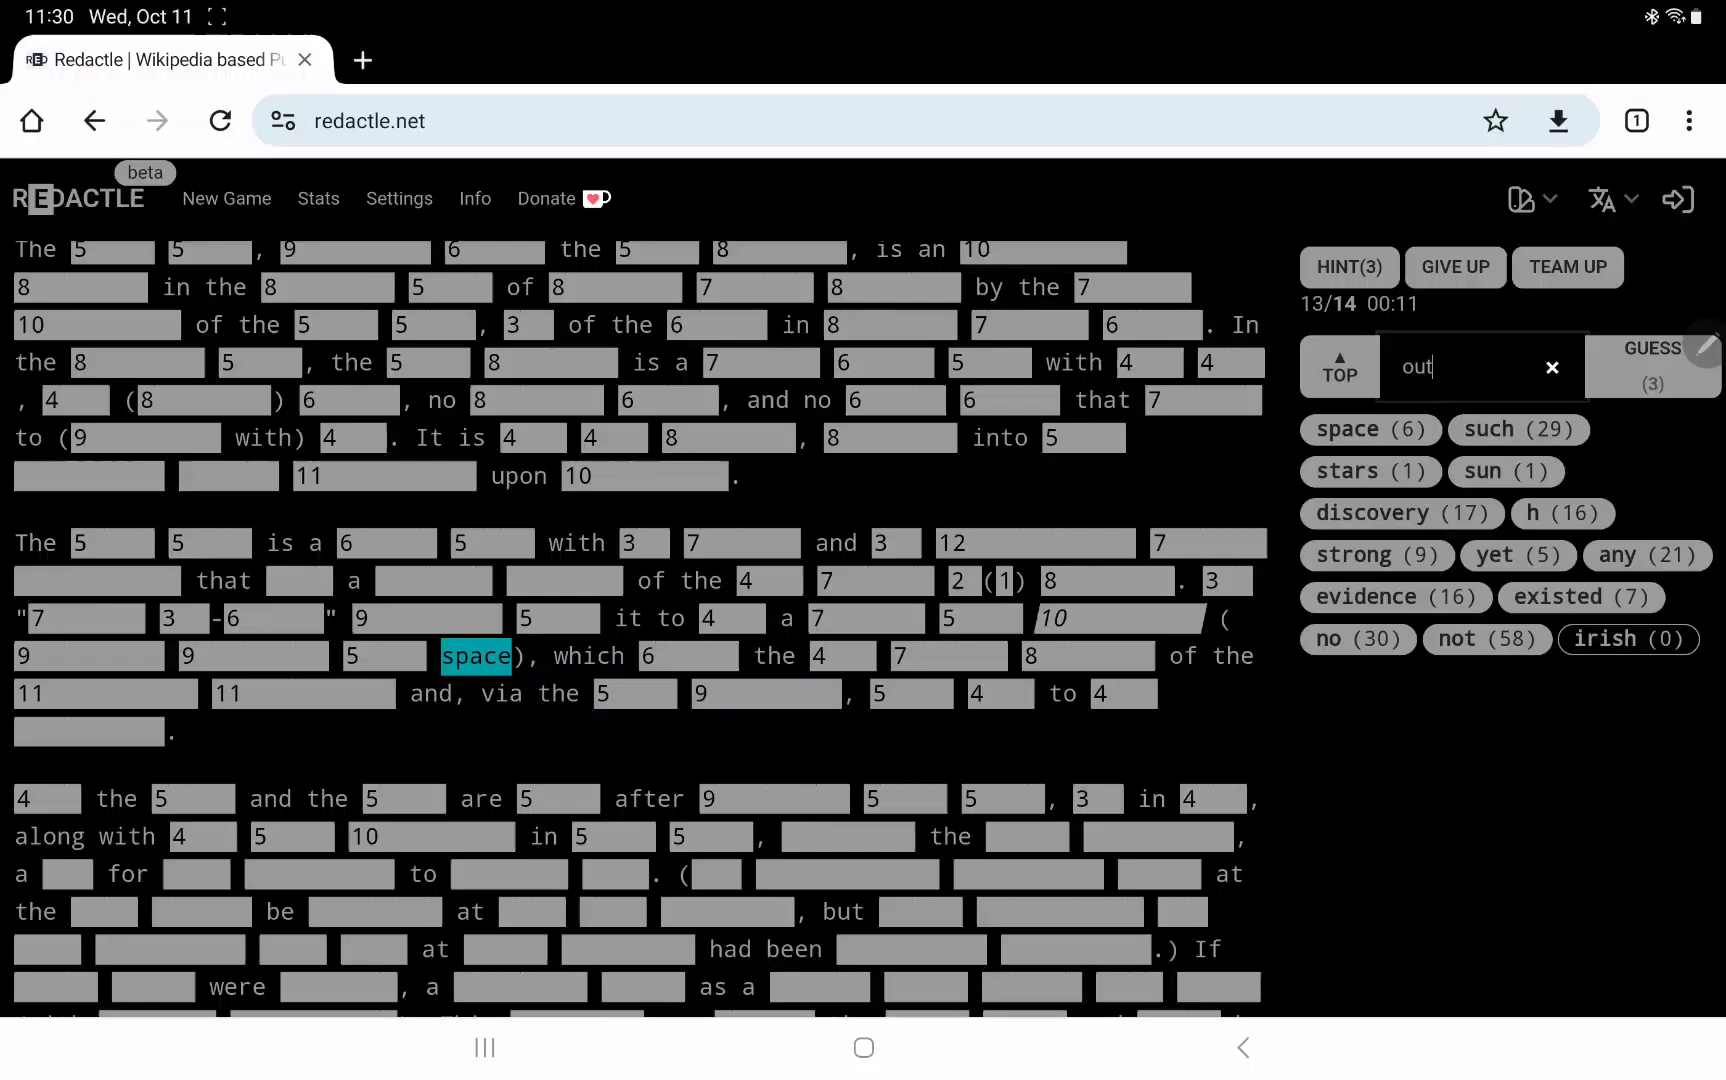 11:30 Wed, Oct 11
RED Redactle | Wikipedia based Pu
redactle.net
1
beta
REDACTLE New Game Stats Settings Info Donate
The 5 5, 9 6 the 5 8, is an 10
8 in the 8 5 of 8 7 8 by the 7
10 of the 5 5, 3 of the 6 in 8 7 6. In
the 8 5, the 5 8 is a 7 6 5 with 4 4
, 4 (8) 6, no 8 6, and no 6 6 that 7
to (9 with) 4. It is 4 4 8, 8 into 5
11 upon 10.
The 5 5 is a 6 5 with 3 7 and 3 12 7
that a of the 4 7 2 (1) 8. 3
"7 3-6" 9 5 it to 4 a 7 5 10 (
9 9 5 space), which 6 the 4 7 8 of the
11 11 and, via the 5 9, 5 4 to 4
.
4 the 5 and the 5 are 5 after 9 5 5, 3 in 4,
along with 4 5 10 in 5 5, the ,
a for to . ( at
the be at , but
at had been .) If
were , a as a
HINT(3) GIVE UP TEAM UP
13/14 00:11
▲
TOP
out
GUESS
(3)
space (6) such (29)
stars (1) sun (1)
discovery (17) h (16)
strong (9) yet (5) any (21)
evidence (16) existed (7)
no (30) not (58) irish (0)